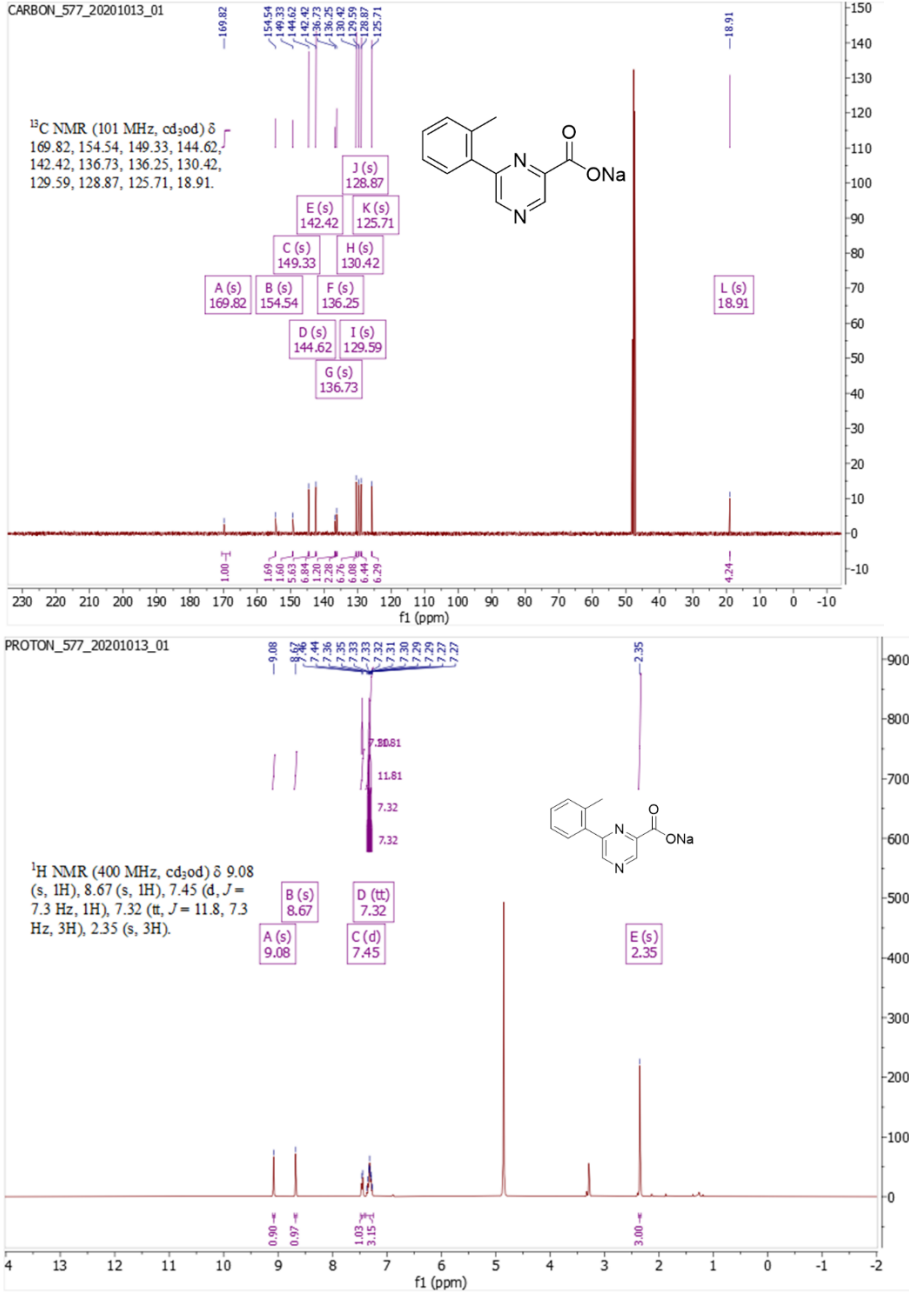 CARBON_577_20201013_01
169.82
154.54
149.33
144.62
142.42
136.73
136.25
130.42
129.59
128.87
125.71
18.91
¹³C NMR (101 MHz, cd₃od) δ
169.82, 154.54, 149.33, 144.62,
142.42, 136.73, 136.25, 130.42,
129.59, 128.87, 125.71, 18.91.
N
N
O
ONa
J (s)
128.87
E (s)
142.42
K (s)
125.71
C (s)
149.33
H (s)
130.42
A (s)
169.82
B (s)
154.54
F (s)
136.25
L (s)
18.91
D (s)
144.62
I (s)
129.59
G (s)
136.73
150
140
130
120
110
100
90
80
70
60
50
40
30
20
10
0
-10
1.00
1.69
1.60
5.63
6.84
1.20
2.28
6.76
6.08
6.44
6.29
4.24
230 220 210 200 190 180 170 160 150 140 130 120 110 100 90 80 70 60 50 40 30 20 10 0 -10
f1 (ppm)
PROTON_577_20201013_01
9.08
8.67
7.46
7.44
7.36
7.35
7.33
7.33
7.32
7.31
7.30
7.29
7.29
7.27
7.27
2.35
11.81
7.32
7.32
N
N
O
ONa
¹H NMR (400 MHz, cd₃od) δ 9.08
(s, 1H), 8.67 (s, 1H), 7.45 (d, J =
7.3 Hz, 1H), 7.32 (tt, J = 11.8, 7.3
Hz, 3H), 2.35 (s, 3H).
B (s)
8.67
D (tt)
7.32
A (s)
9.08
C (d)
7.45
E (s)
2.35
900
800
700
600
500
400
300
200
100
0
0.90
0.97
1.03
3.15
3.00
4 13 12 11 10 9 8 7 6 5 4 3 2 1 0 -1 -2
f1 (ppm)